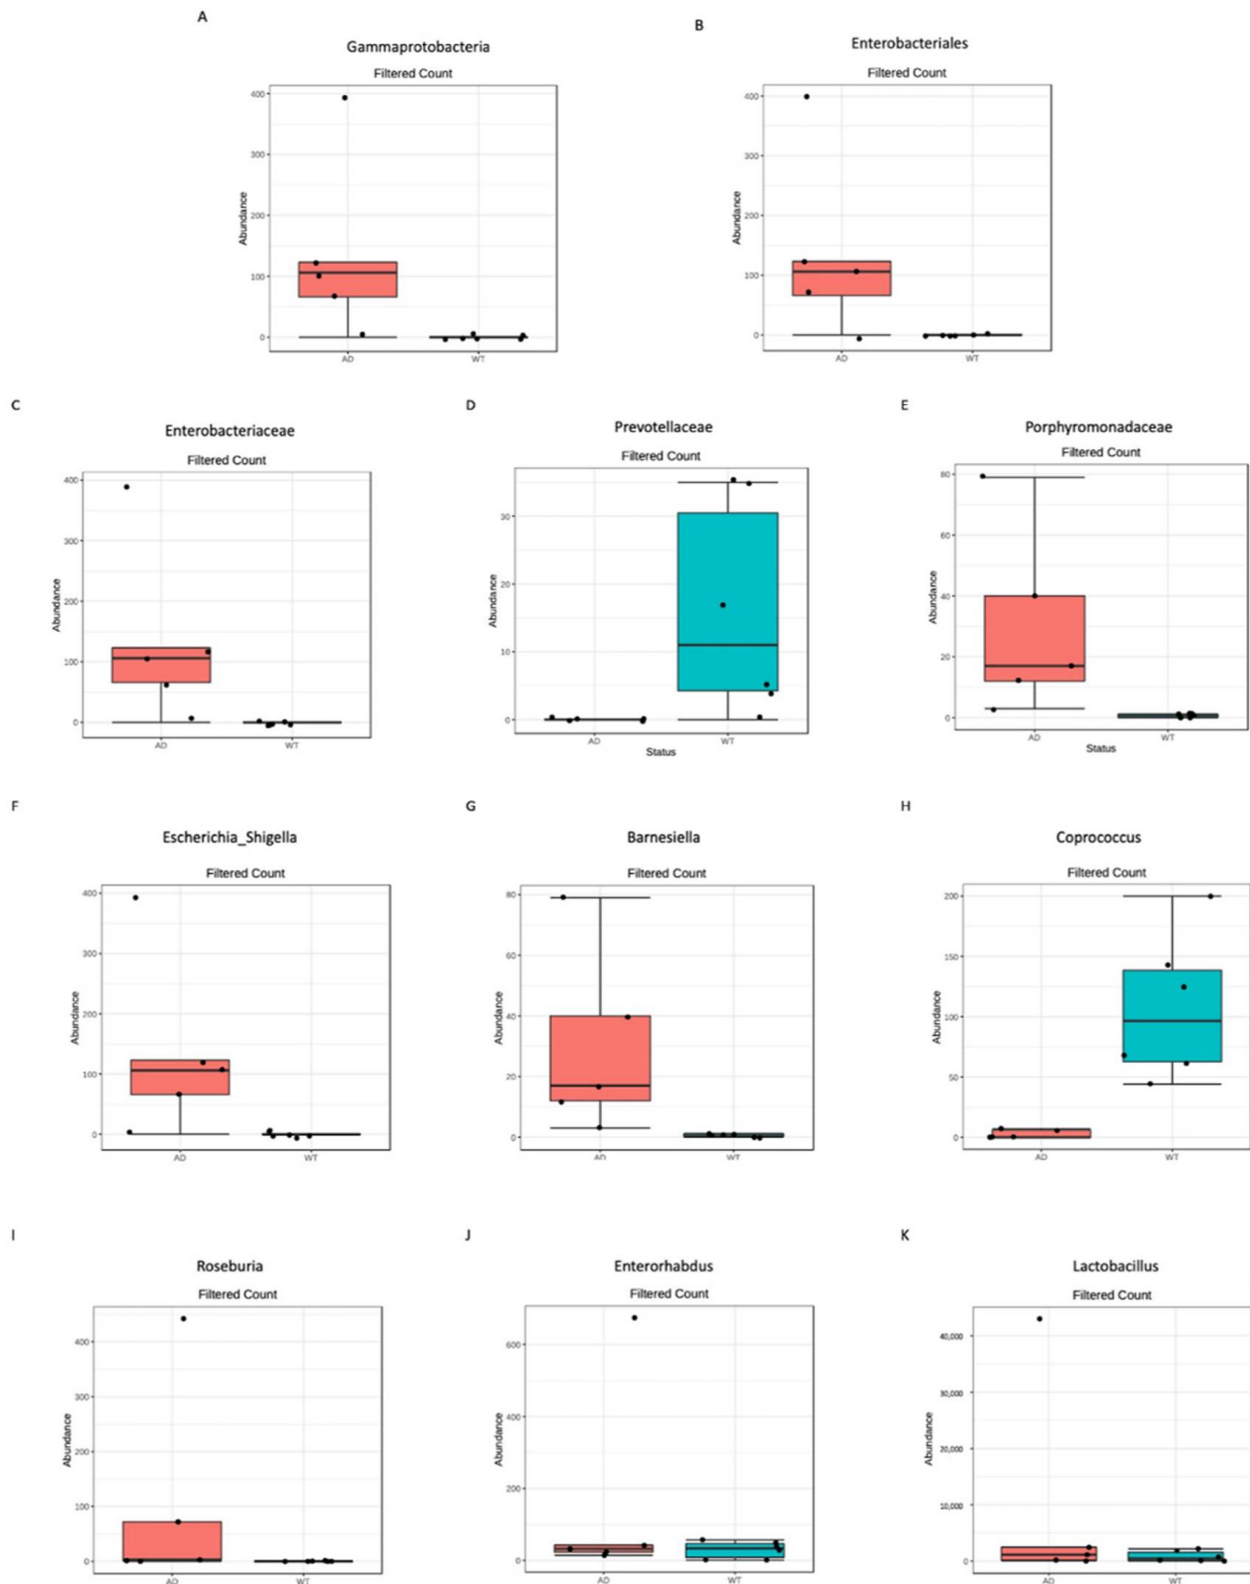 A
Gammaprotobacteria
Filtered Count
400
300
200
100
0
Abundance
AD
WT
B
Enterobacteriales
Filtered Count
400
300
200
100
0
Abundance
AD
WT
C
Enterobacteriaceae
Filtered Count
400
300
200
100
0
Abundance
AD
WT
D
Prevotellaceae
Filtered Count
30
20
10
0
Abundance
AD
WT
Status
E
Porphyromonadaceae
Filtered Count
80
60
40
20
0
Abundance
AD
WT
Status
F
Escherichia_Shigella
Filtered Count
400
300
200
100
0
Abundance
AD
WT
G
Barnesiella
Filtered Count
80
60
40
20
0
Abundance
AD
WT
H
Coprococcus
Filtered Count
200
150
100
50
0
Abundance
AD
WT
I
Roseburia
Filtered Count
400
300
200
100
0
Abundance
AD
WT
J
Enterorhabdus
Filtered Count
600
400
200
0
Abundance
AD
WT
K
Lactobacillus
Filtered Count
40,000
30,000
20,000
10,000
0
Abundance
AD
WT